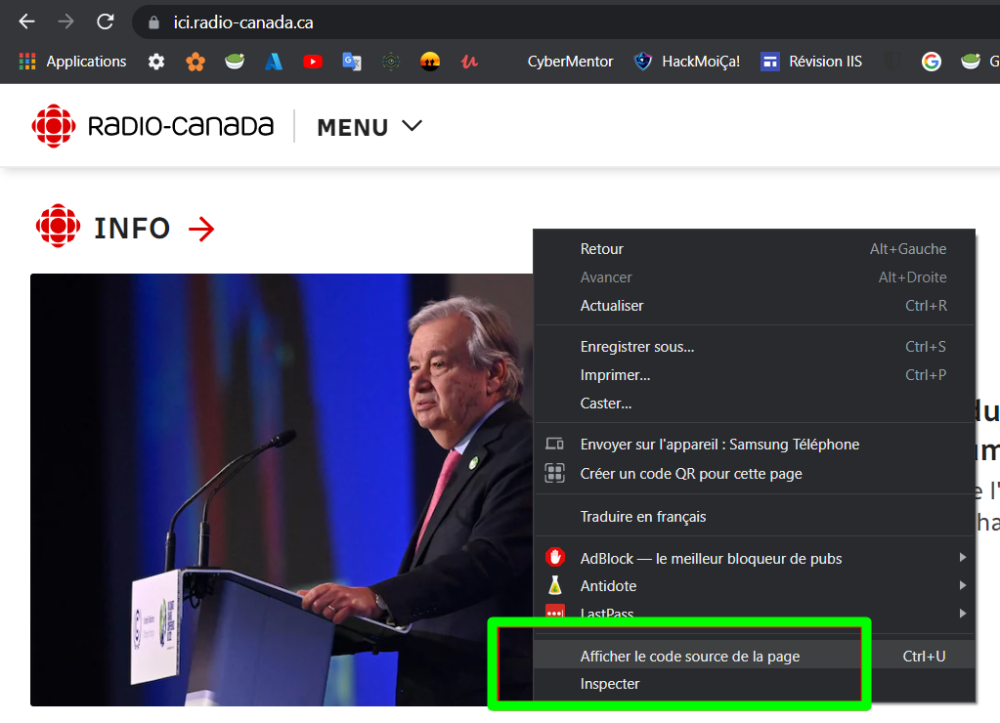 ici.radio-canada.ca
Applications CyberMentor HackMoiÇa! Révision IIS G
RADIO-CANADA MENU
INFO
Retour Alt+Gauche
Avancer Alt+Droite
Actualiser Ctrl+R
Enregistrer sous... Ctrl+S
Imprimer... Ctrl+P
Caster...
Envoyer sur l'appareil : Samsung Téléphone
Créer un code QR pour cette page
Traduire en français
AdBlock — le meilleur bloqueur de pubs
Antidote
LastPass
Afficher le code source de la page Ctrl+U
Inspecter